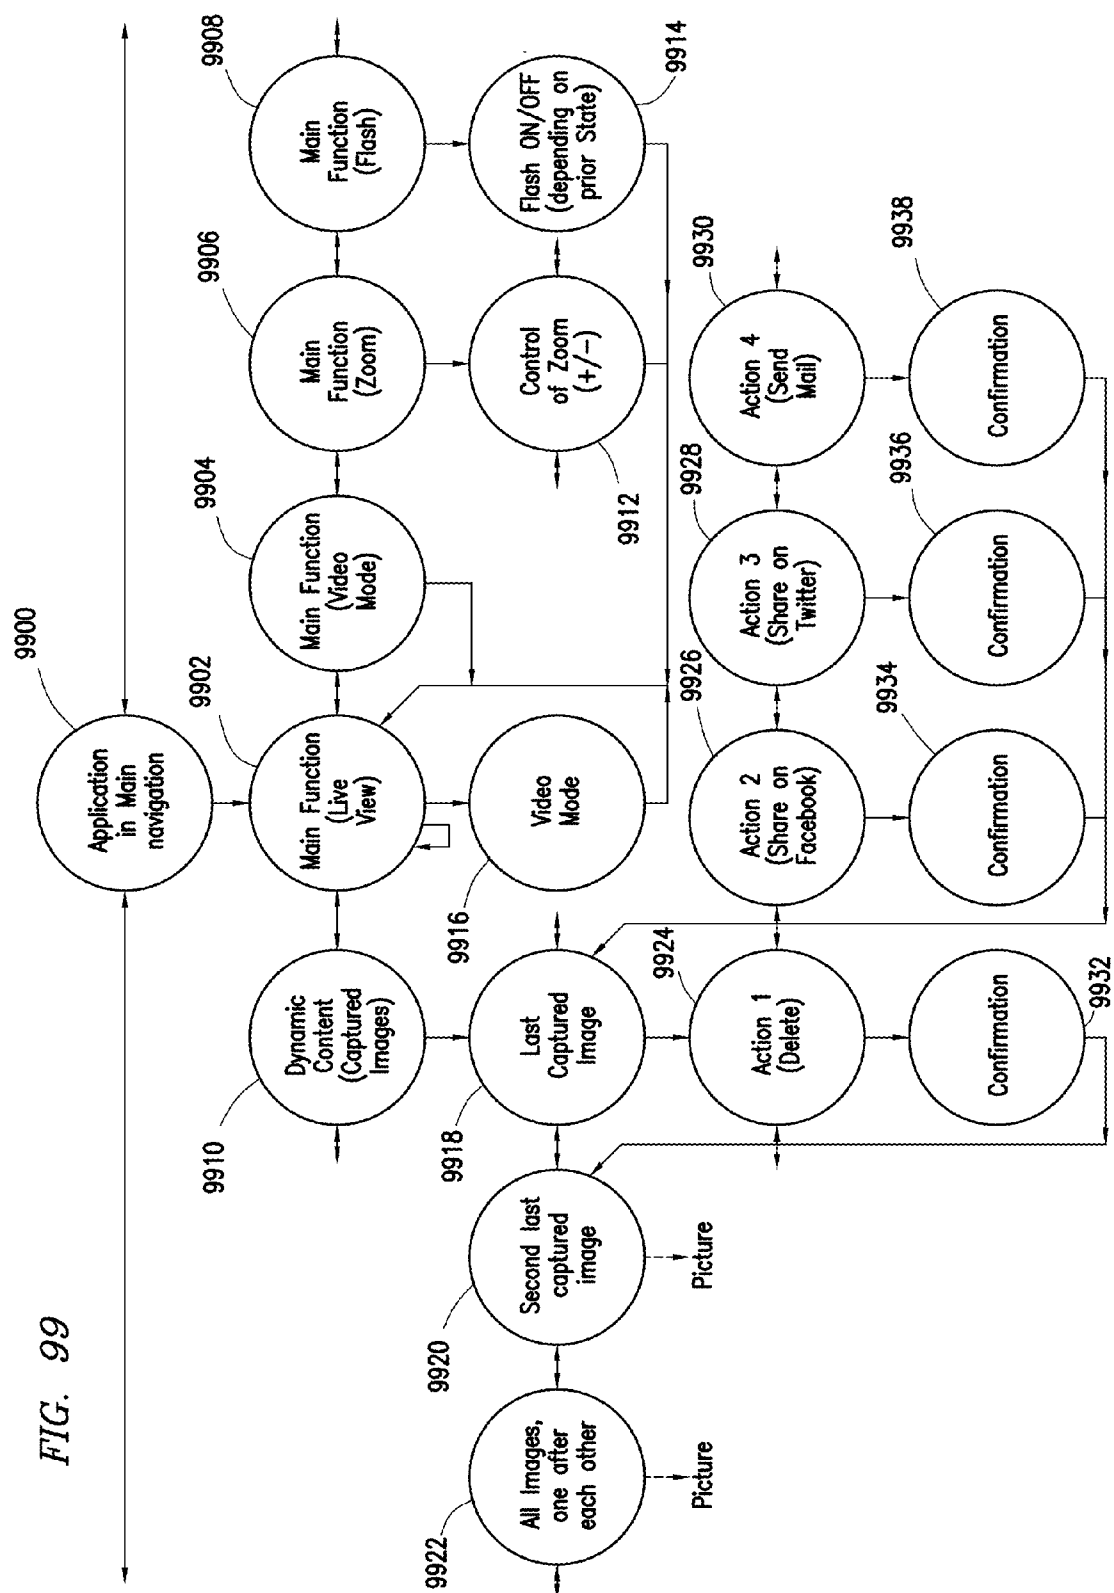 FIG. 99
9900
Application
in Main
navigation
9910
Dynamic
Content
(Captured
Images)
9902
Main Function
(Live
View)
9904
Main Function
(Video
Mode)
9906
Main
Function
(Zoom)
9908
Main
Function
(Flash)
9922
All Images,
one after
each other
9920
Second last
captured
image
9918
Last
Captured
Image
9916
Video
Mode
9912
Control
of Zoom
(+/-)
9914
Flash ON/OFF
(depending on
prior State)
Picture
Picture
9924
Action 1
(Delete)
9926
Action 2
(Share on
Facebook)
9928
Action 3
(Share on
Twitter)
9930
Action 4
(Send
Mail)
9932
Confirmation
9934
Confirmation
9936
Confirmation
9938
Confirmation